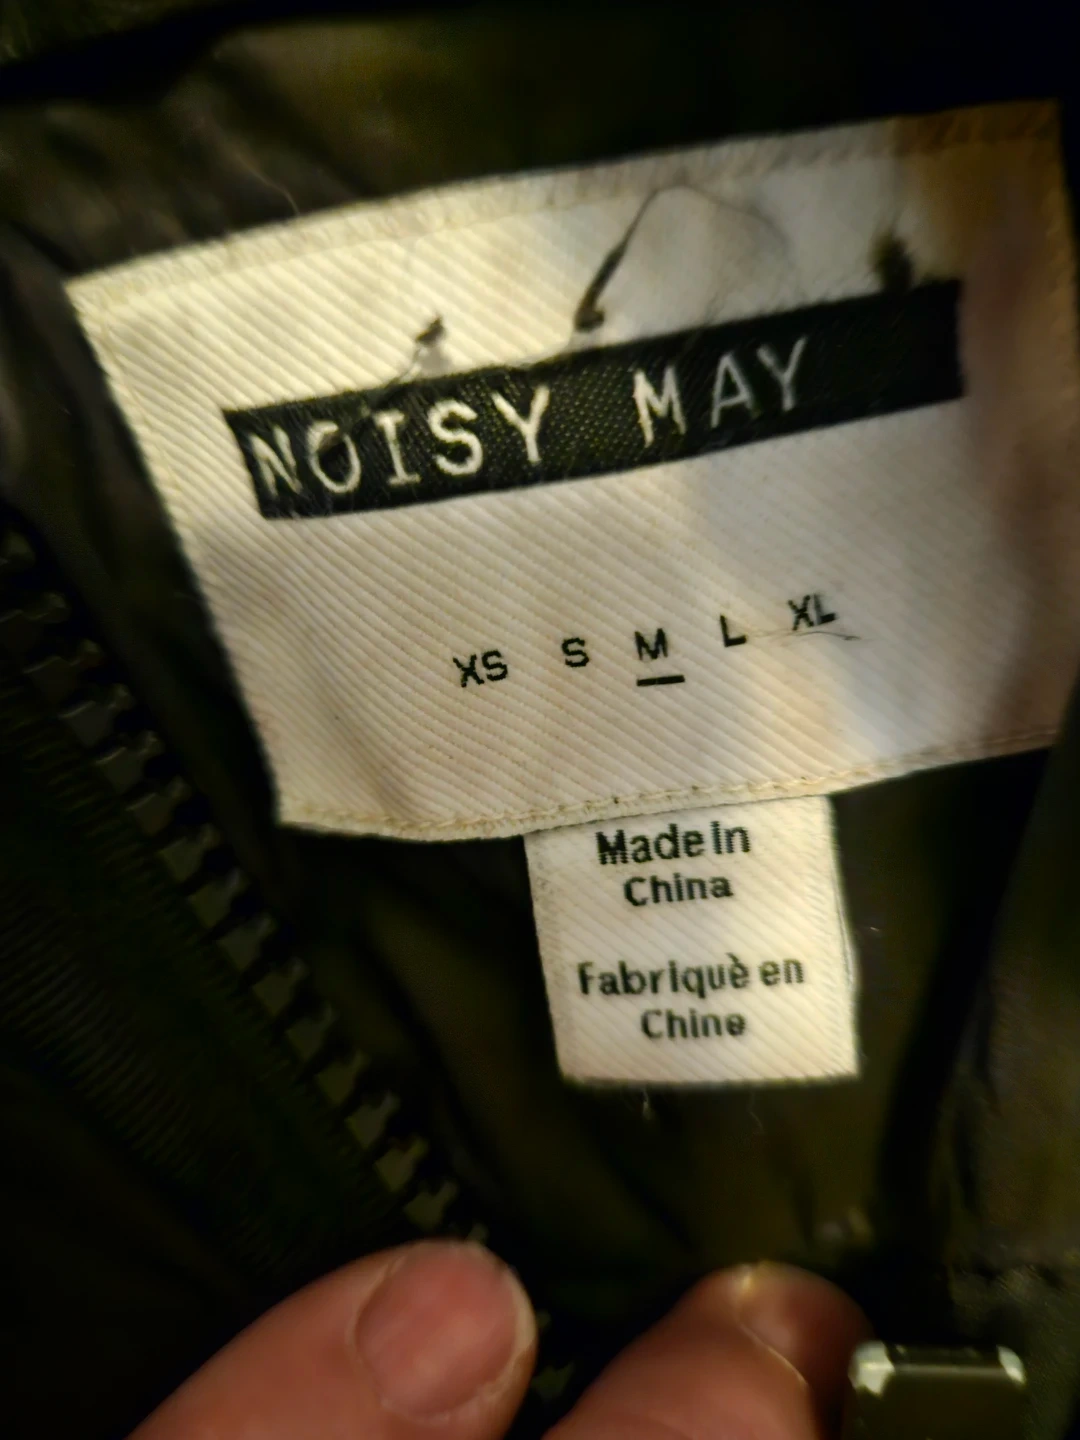 NOISY MAY
XS S M L XL
Made in
China
Fabriquè en
Chine